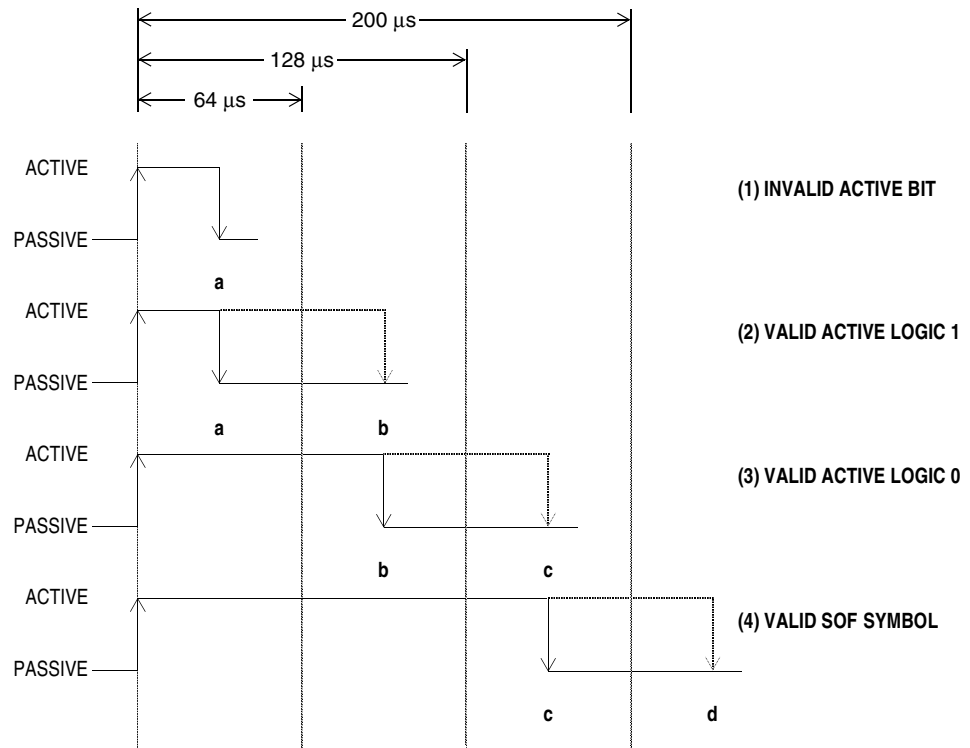 200 μs
128 μs
64 μs
ACTIVE
(1) INVALID ACTIVE BIT
PASSIVE
a
ACTIVE
(2) VALID ACTIVE LOGIC 1
PASSIVE
a b
ACTIVE
(3) VALID ACTIVE LOGIC 0
PASSIVE
b c
ACTIVE
(4) VALID SOF SYMBOL
PASSIVE
c d